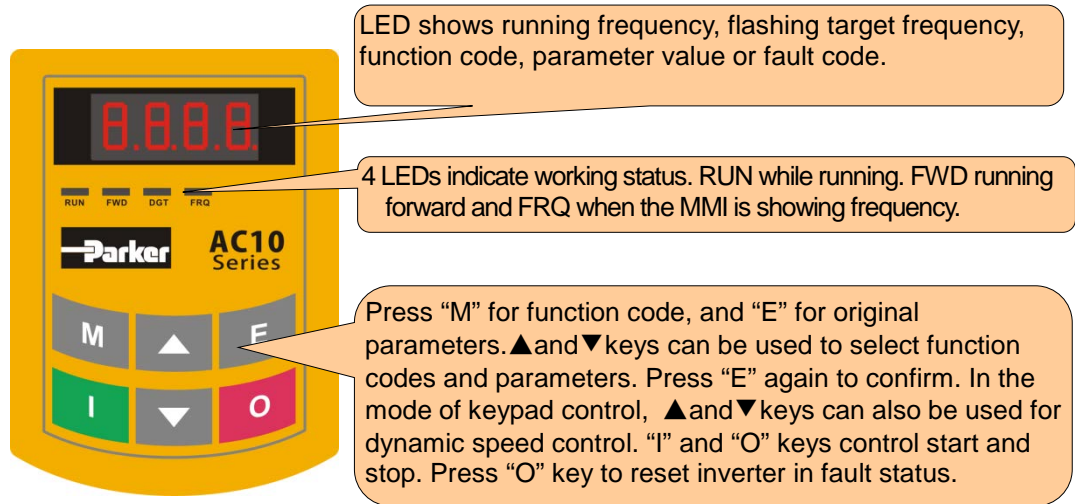 LED shows running frequency, flashing target frequency,
function code, parameter value or fault code.
8.8.8.8.
4 LEDs indicate working status. RUN while running. FWD running
forward and FRQ when the MMI is showing frequency.
RUN FWD DGT FRQ
Parker
AC10
Series
Press “M” for function code, and “E” for original
parameters.▲and▼keys can be used to select function
codes and parameters. Press “E” again to confirm. In the
mode of keypad control, ▲and▼keys can also be used for
dynamic speed control. “I” and “O” keys control start and
stop. Press “O” key to reset inverter in fault status.
M ▲ E
I ▼ O